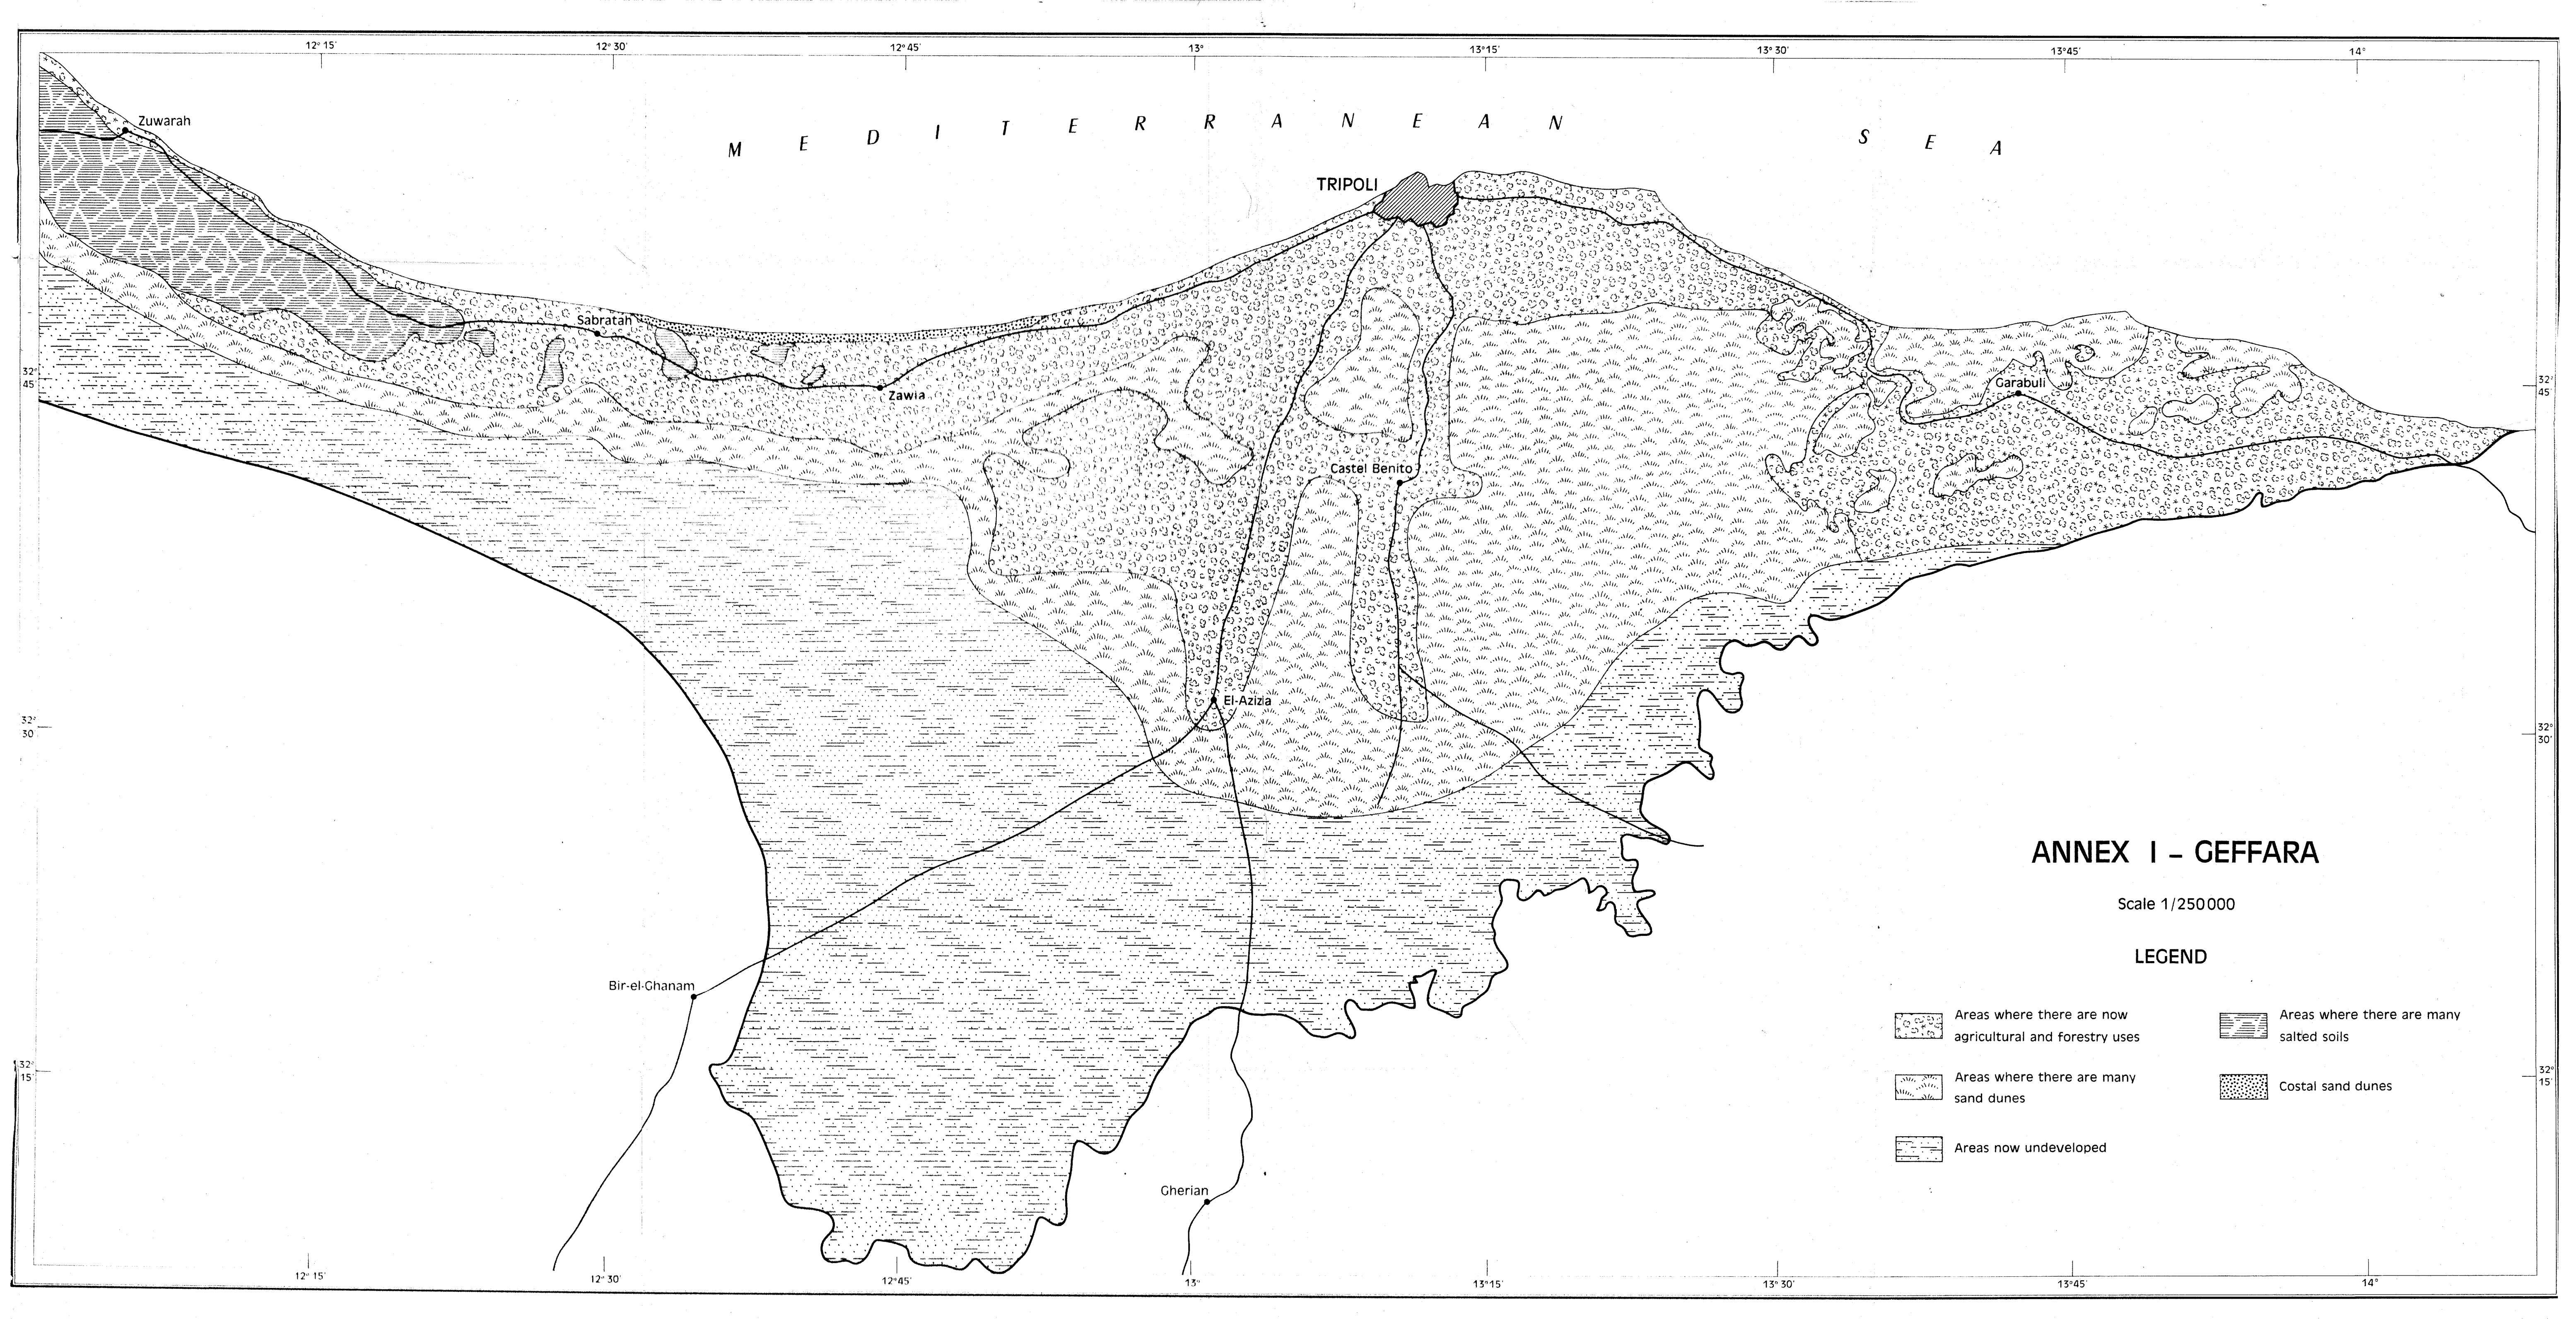 12° 15'
12° 30'
12° 45'
13°
13° 15'
13° 30'
13° 45'
14°
Zuwarah
MEDITERRANEAN SEA
TRIPOLI
Sabratah
32°
45'
Zawia
Garabuli
32°
45'
Castel Benito
El-Azizia
32°
30'
32°
30'
ANNEX I – GEFFARA
Scale 1/250000
LEGEND
Bir-el-Ghanam
Areas where there are now
agricultural and forestry uses
Areas where there are many
salted soils
Areas where there are many
sand dunes
Costal sand dunes
Areas now undeveloped
32°
15'
32°
15'
Gherian
12° 15'
12° 30'
12° 45'
13°
13° 15'
13° 30'
13° 45'
14°